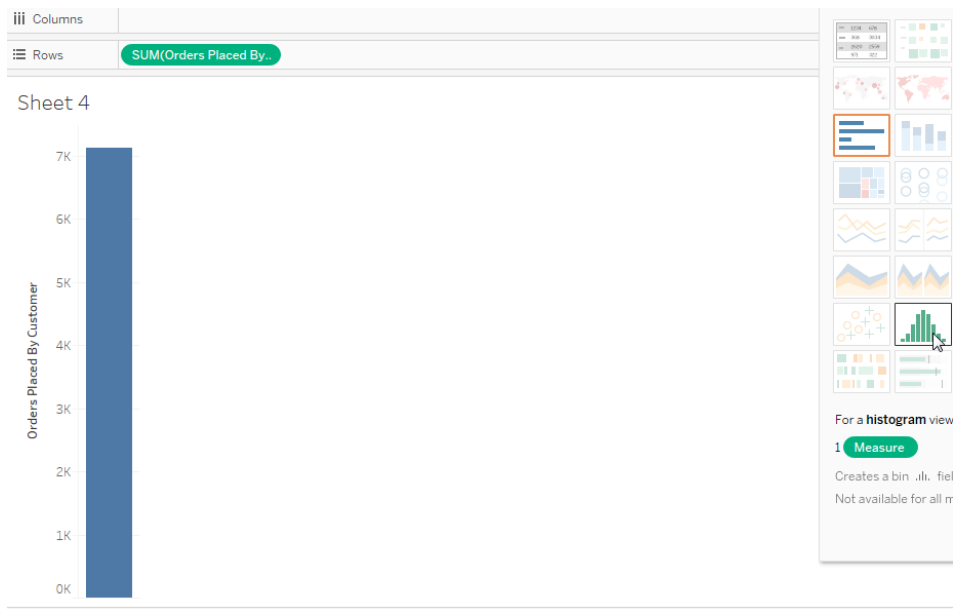 Columns
Rows
SUM(Orders Placed By..
Sheet 4
7K
6K
5K
4K
3K
2K
1K
0K
Orders Placed By Customer
For a histogram view
1 Measure
Creates a bin fiel
Not available for all m